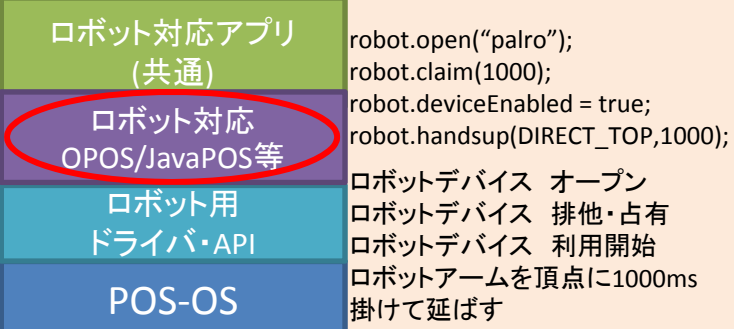 ロボット対応アプリ
(共通)
ロボット対応
OPOS/JavaPOS等
ロボット用
ドライバ・API
POS-OS
robot.open(“palro”);
robot.claim(1000);
robot.deviceEnabled = true;
robot.handsup(DIRECT_TOP,1000);
ロボットデバイス　オープン
ロボットデバイス　排他・占有
ロボットデバイス　利用開始
ロボットアームを頂点に1000ms
掛けて延ばす